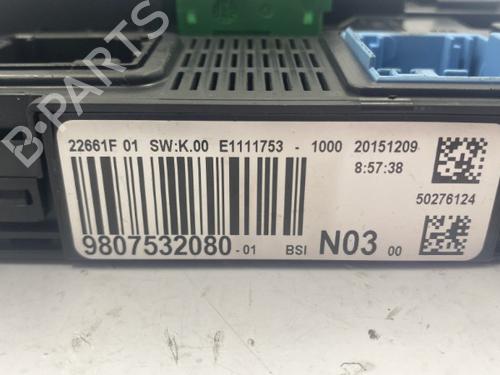 22661F 01 SW:K.00 E1111753 - 1000 20151209
8:57:38
50276124
9807532080-01 BSI N03 00
B-PARTS